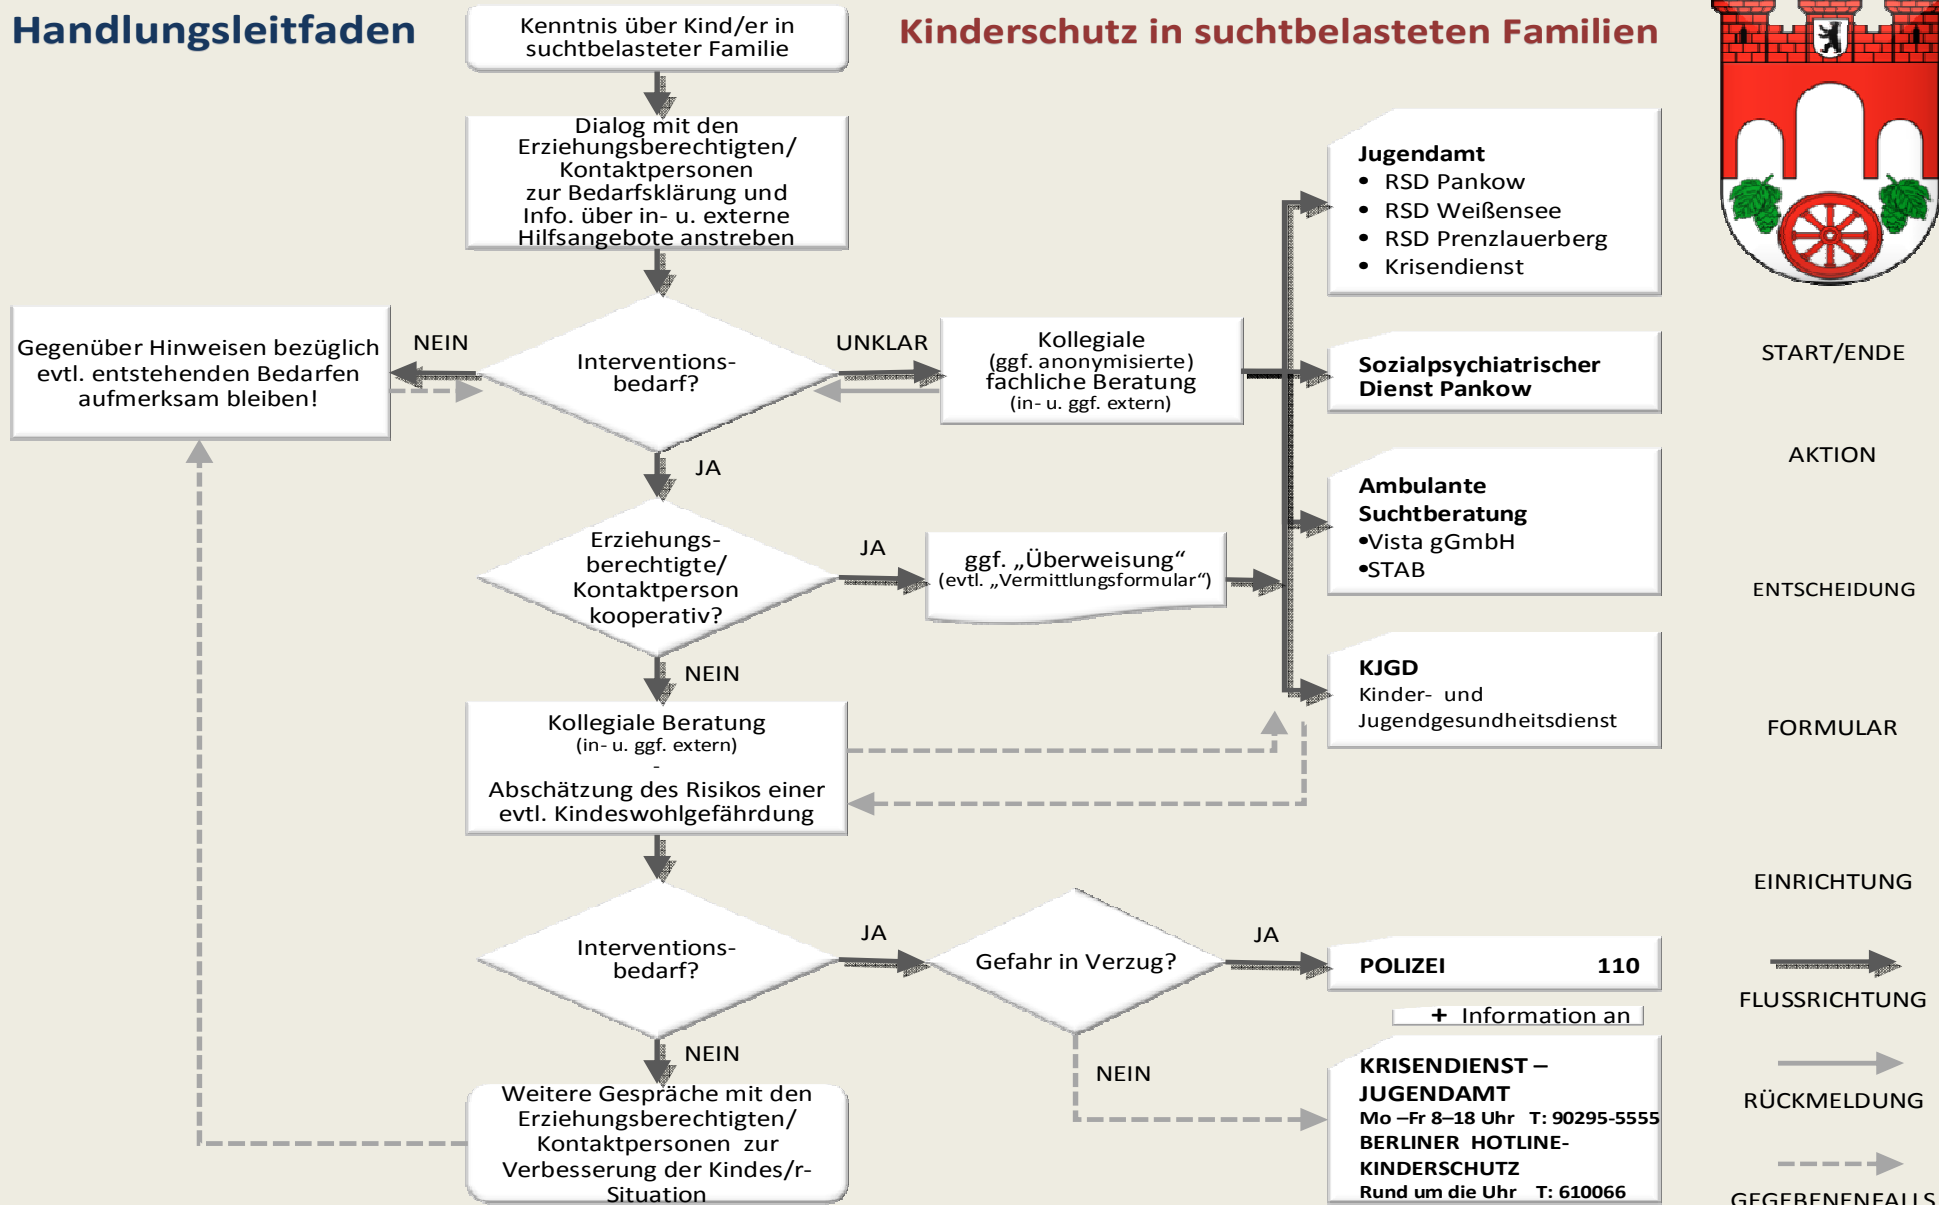 Handlungsleitfaden
Kinderschutz in suchtbelasteten Familien
Kenntnis über Kind/er in
suchtbelasteter Familie
Dialog mit den
Erziehungsberechtigten/
Kontaktpersonen
zur Bedarfsklärung und
Info. über in- u. externe
Hilfsangebote anstreben
Interventions-
bedarf?
NEIN
Gegenüber Hinweisen bezüglich
evtl. entstehenden Bedarfen
aufmerksam bleiben!
UNKLAR
Kollegiale
(ggf. anonymisierte)
fachliche Beratung
(in- u. ggf. extern)
Jugendamt
• RSD Pankow
• RSD Weißensee
• RSD Prenzlauerberg
• Krisendienst
Sozialpsychiatrischer
Dienst Pankow
Ambulante
Suchtberatung
•Vista gGmbH
•STAB
KJGD
Kinder- und
Jugendgesundheitsdienst
JA
Erziehungs-
berechtigte/
Kontaktperson
kooperativ?
JA
ggf. „Überweisung“
(evtl. „Vermittlungsformular“)
NEIN
Kollegiale Beratung
(in- u. ggf. extern)
-
Abschätzung des Risikos einer
evtl. Kindeswohlgefährdung
Interventions-
bedarf?
JA
Gefahr in Verzug?
JA
POLIZEI 110
+ Information an
NEIN
KRISENDIENST –
JUGENDAMT
Mo –Fr 8–18 Uhr T: 90295-5555
BERLINER HOTLINE-
KINDERSCHUTZ
Rund um die Uhr T: 610066
NEIN
Weitere Gespräche mit den
Erziehungsberechtigten/
Kontaktpersonen zur
Verbesserung der Kindes/r-
Situation
START/ENDE
AKTION
ENTSCHEIDUNG
FORMULAR
EINRICHTUNG
FLUSSRICHTUNG
RÜCKMELDUNG
GEGEBENENFALLS